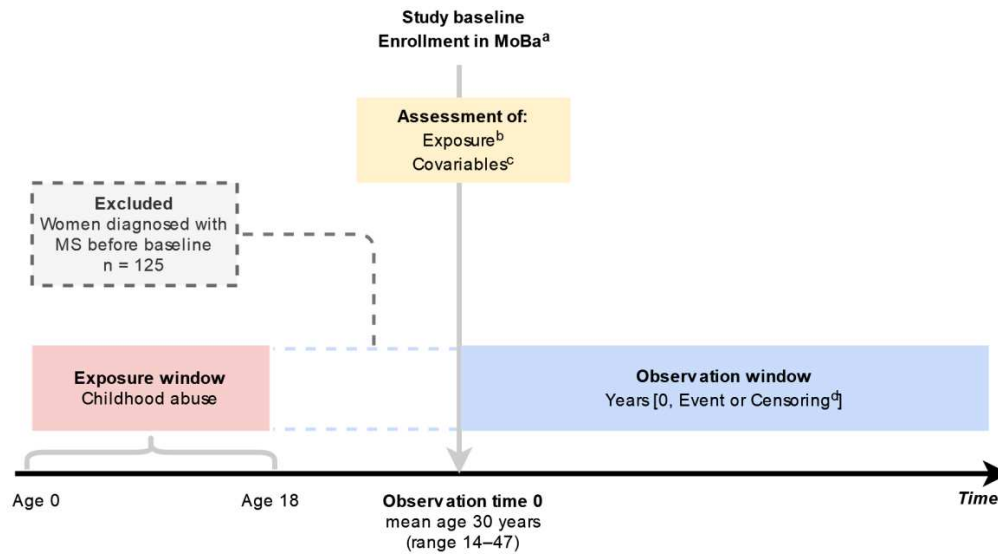 Study baseline
Enrollment in MoBaᵃ
Assessment of:
Exposureᵇ
Covariablesᶜ
Excluded
Women diagnosed with
MS before baseline
n = 125
Exposure window
Childhood abuse
Observation window
Years [0, Event or Censoringᵈ]
Age 0
Age 18
Observation time 0
mean age 30 years
(range 14–47)
Time